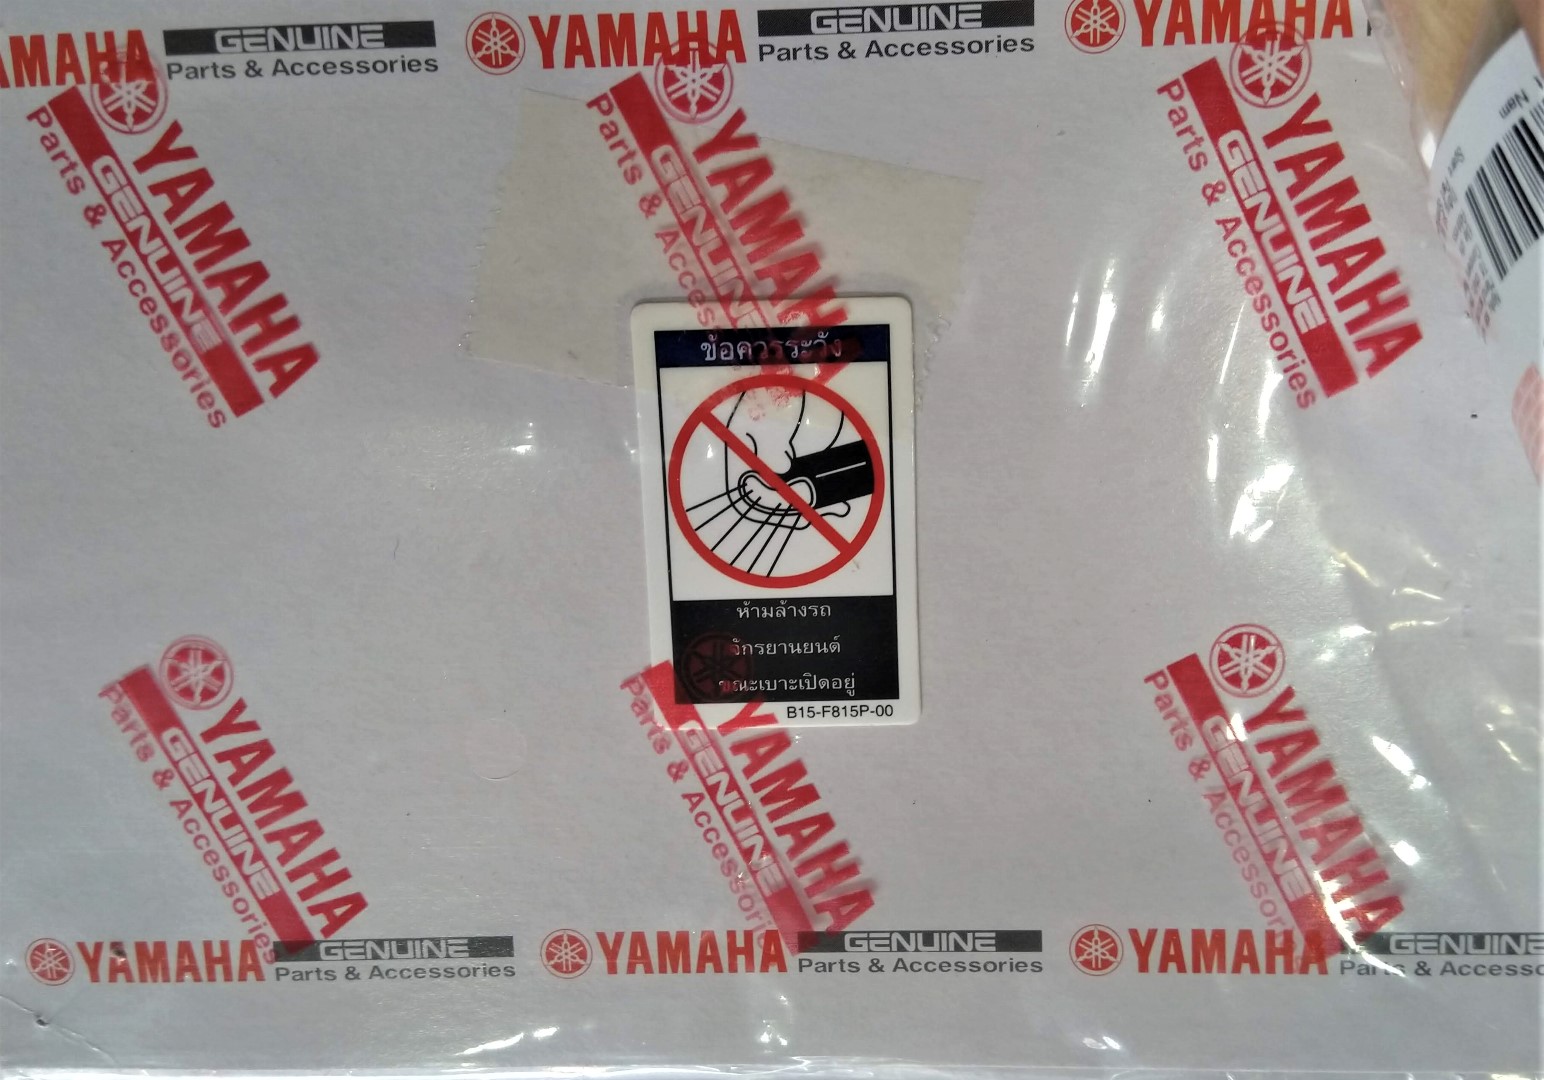 YAMAHA GENUINE Parts & Accessories
YAMAHA GENUINE Parts & Accessories
YAMAHA
YAMAHA GENUINE Parts & Accessories
YAMAHA GENUINE Parts & Accessories
YAMAHA GENUINE Parts & Accessories
Nam
ข้อควรระวัง
ห้ามล้างรถ
จักรยานยนต์
ขณะเบาะเปิดอยู่
B15-F815P-00
YAMAHA GENUINE Parts & Accessories
YAMAHA GENUINE Parts & Accessories
YAMAHA GENUINE Parts & Accessories
YAMAHA GENUINE Parts & Accessories
YAMAHA GENUINE Parts & Accessories
YAMAHA GENUINE Parts &